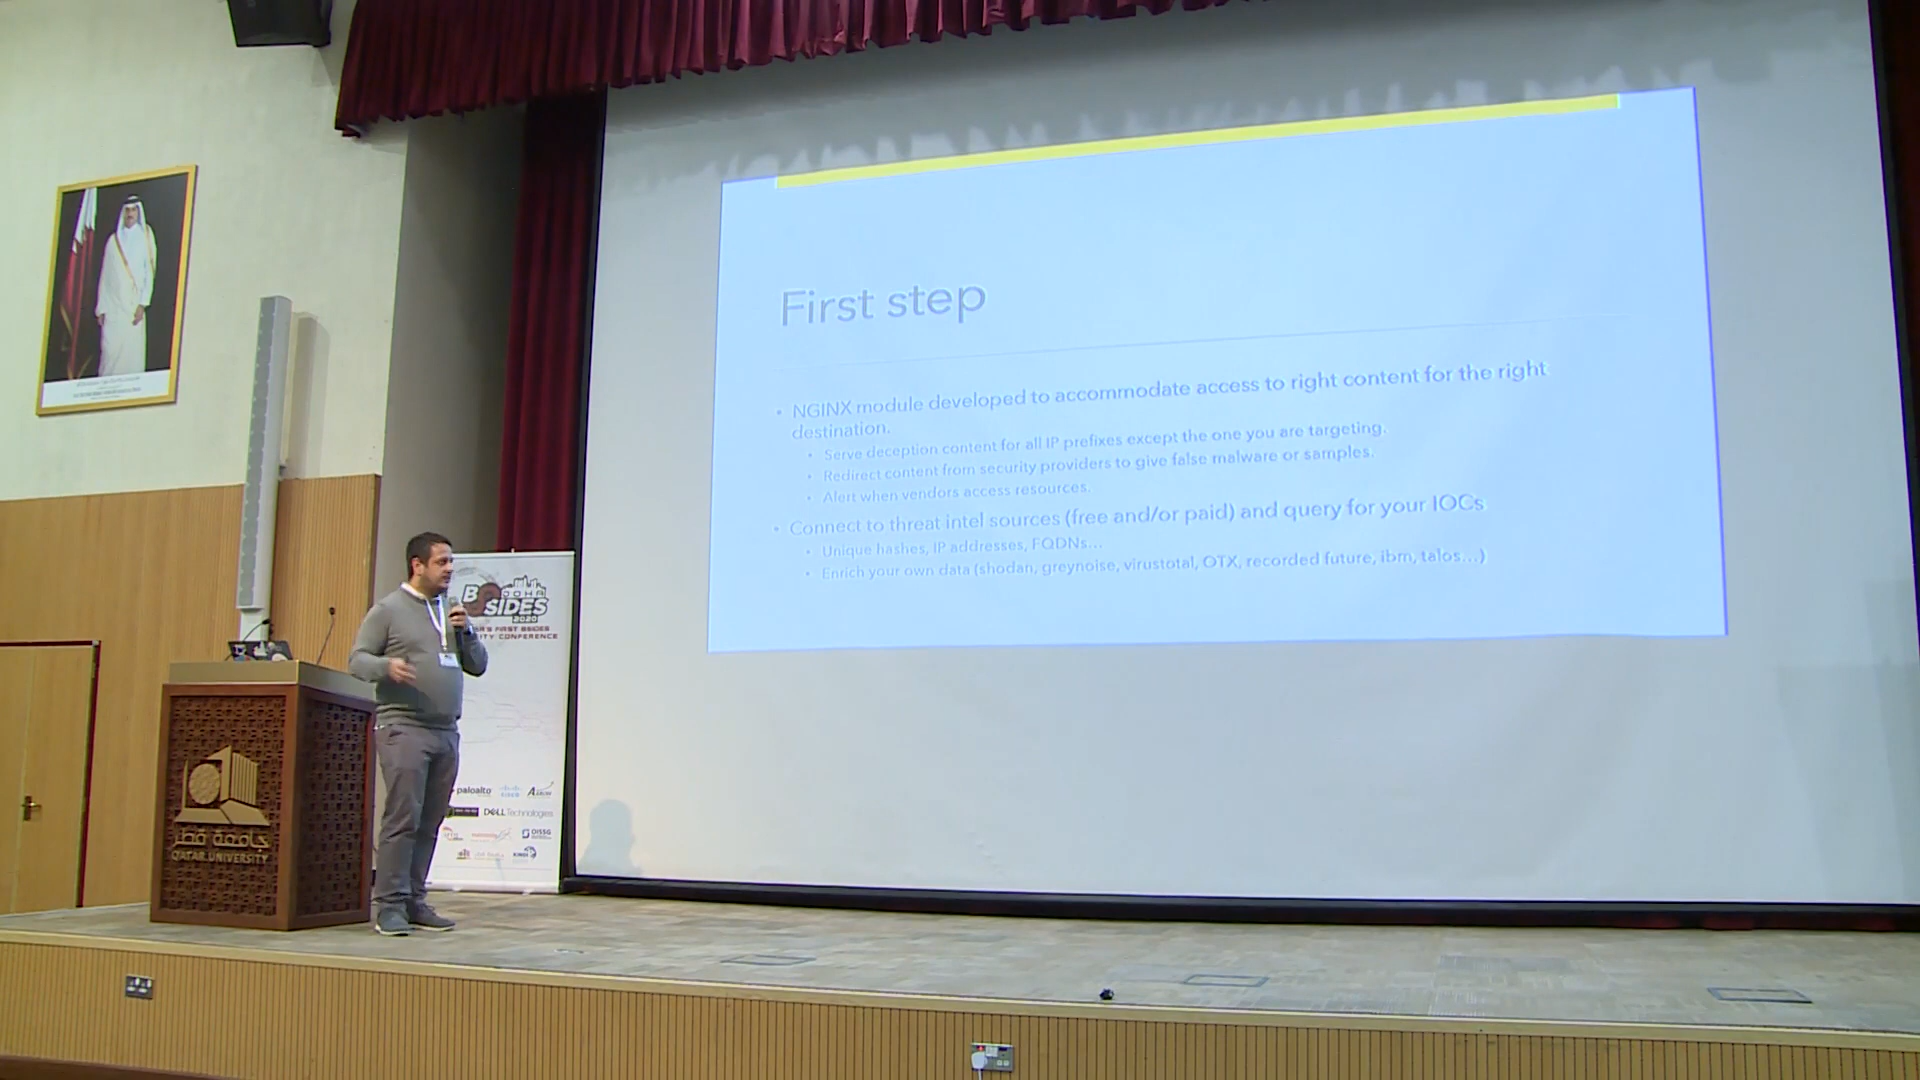 First step
• NGINX module developed to accommodate access to right content for the right
destination.
• Serve deception content for all IP prefixes except the one you are targeting.
• Redirect content from security providers to give false malware or samples.
• Alert when vendors access resources.
• Connect to threat intel sources (free and/or paid) and query for your IOCs
• Unique hashes, IP addresses, FQDNs...
• Enrich your own data (shodan, greynoise, virustotal, OTX, recorded future, ibm, talos...)
DOHA
SIDES
2020
FIRST BSIDES
CONFERENCE
paloalto
CISCO
DELL Technologies
OISSG
جامعة قطر
QATAR UNIVERSITY